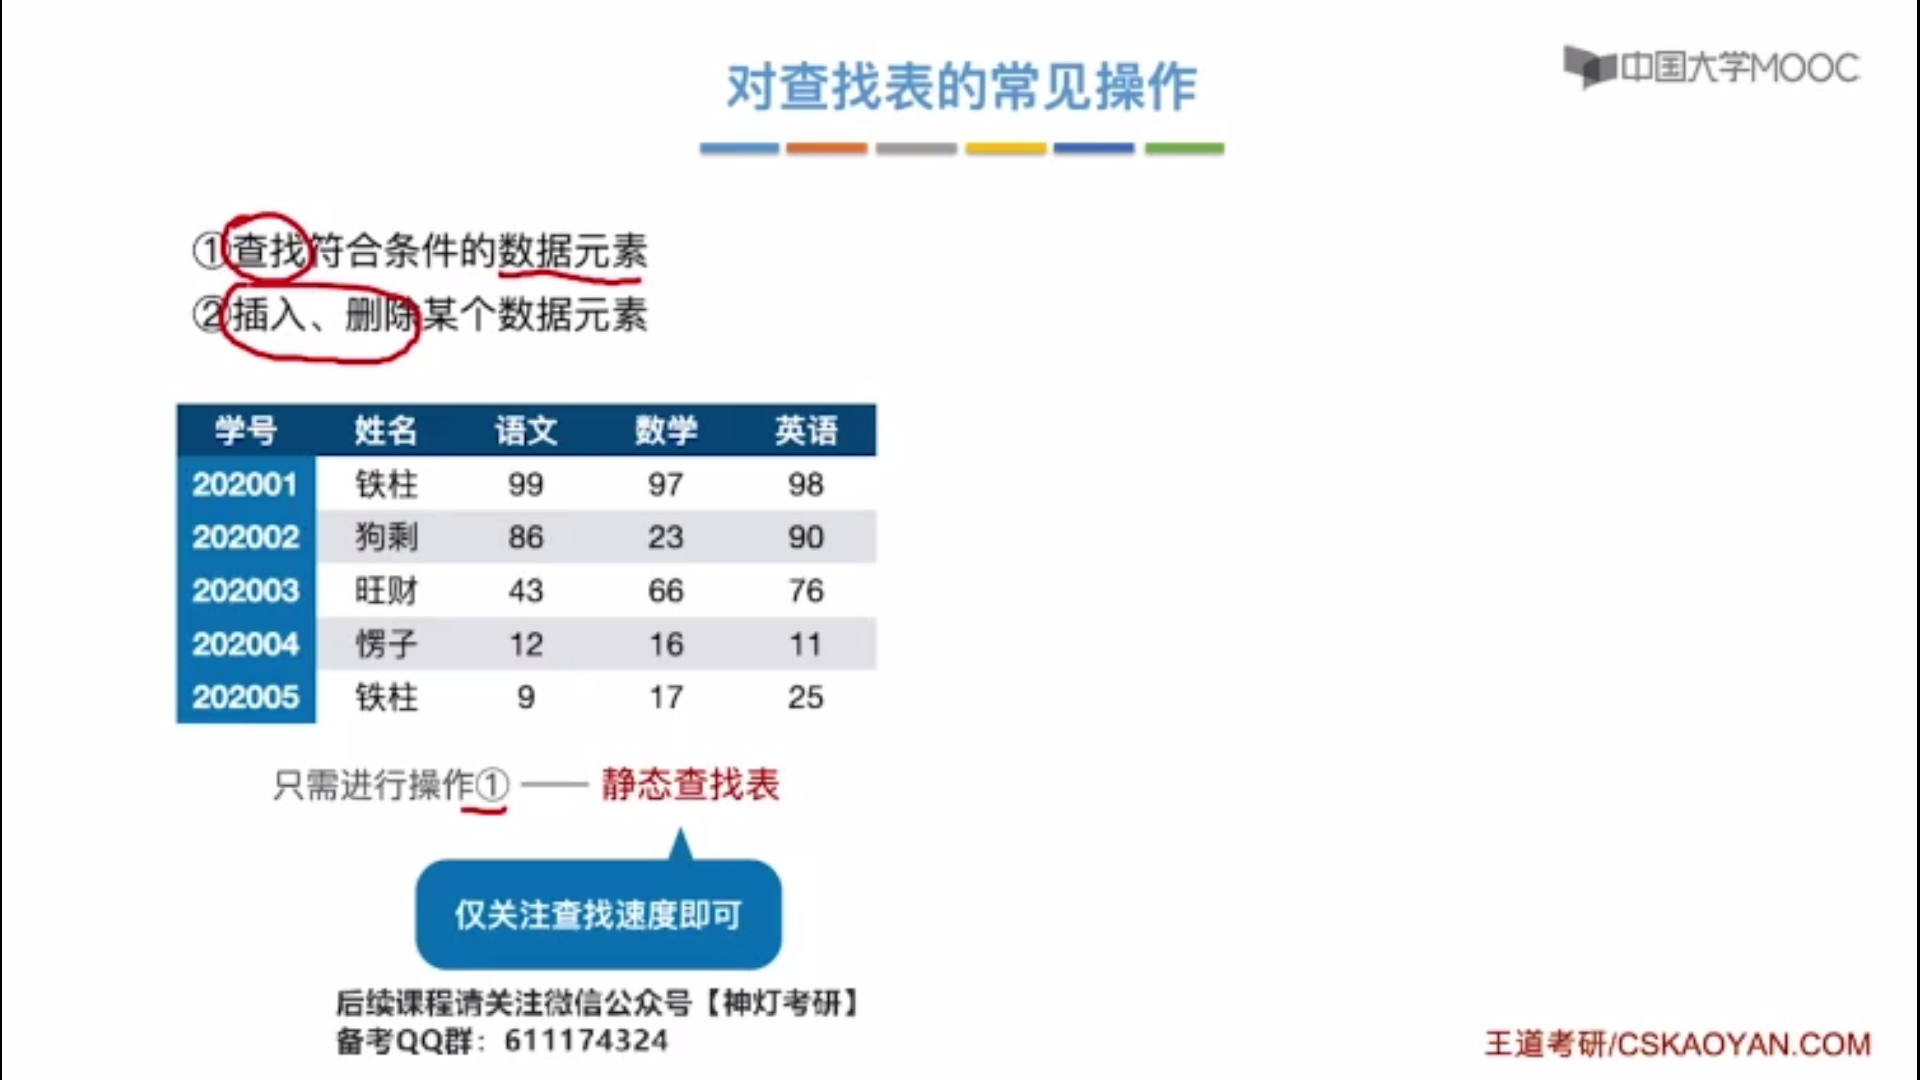 对查找表的常见操作
中国大学MOOC
①查找符合条件的数据元素
②插入、删除某个数据元素
学号 姓名 语文 数学 英语
202001 铁柱 99 97 98
202002 狗剩 86 23 90
202003 旺财 43 66 76
202004 愣子 12 16 11
202005 铁柱 9 17 25
只需进行操作① —— 静态查找表
仅关注查找速度即可
后续课程请关注微信公众号【神灯考研】
备考QQ群：611174324
王道考研/CSKAOYAN.COM